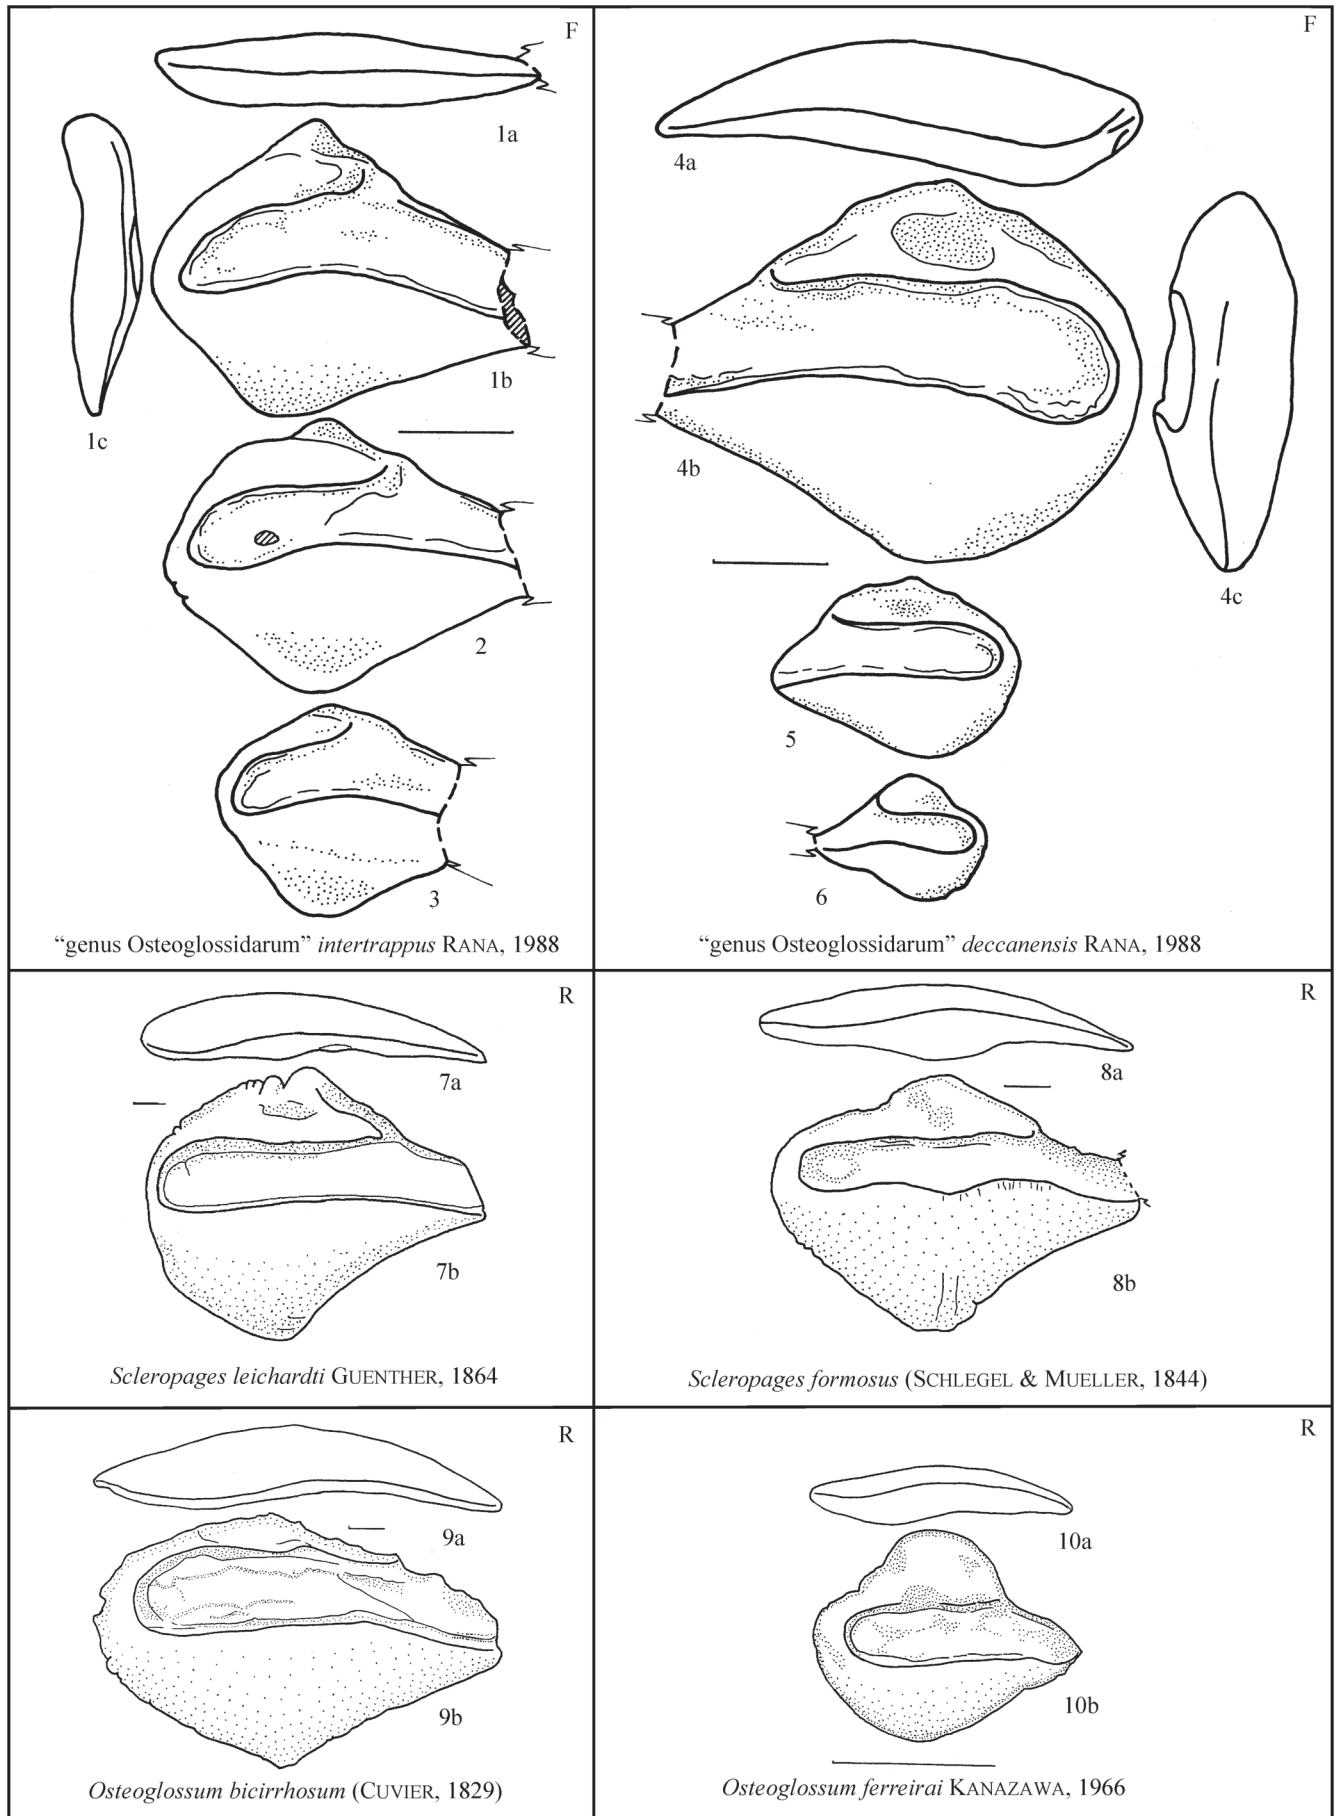 F
1a
1b
1c
2
3
“genus Osteoglossidarum” intertrappus RANA, 1988
F
4a
4b
4c
5
6
“genus Osteoglossidarum” deccanensis RANA, 1988
R
7a
7b
Scleropages leichardti GUENTHER, 1864
R
8a
8b
Scleropages formosus (SCHLEGEL & MUELLER, 1844)
R
9a
9b
Osteoglossum bicirrhosum (CUVIER, 1829)
R
10a
10b
Osteoglossum ferreirai KANAZAWA, 1966